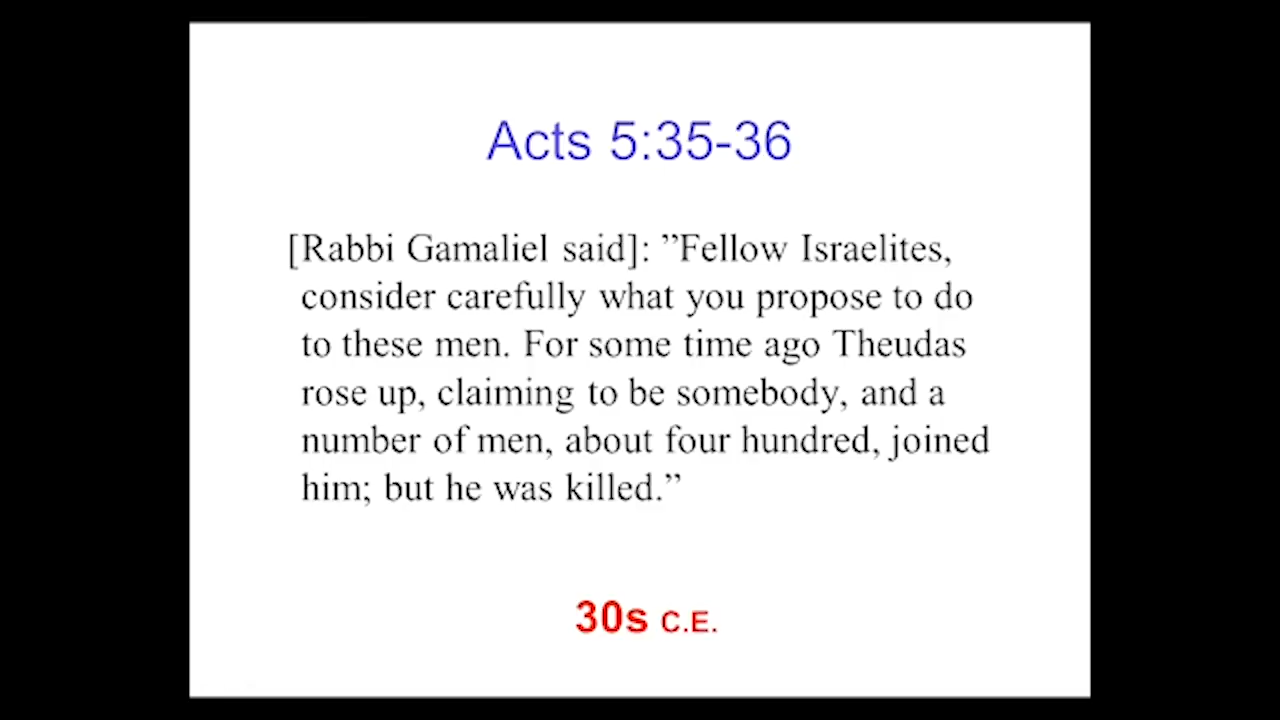 Acts 5:35-36
[Rabbi Gamaliel said]: ”Fellow Israelites,
consider carefully what you propose to do
to these men. For some time ago Theudas
rose up, claiming to be somebody, and a
number of men, about four hundred, joined
him; but he was killed.”
30s C.E.